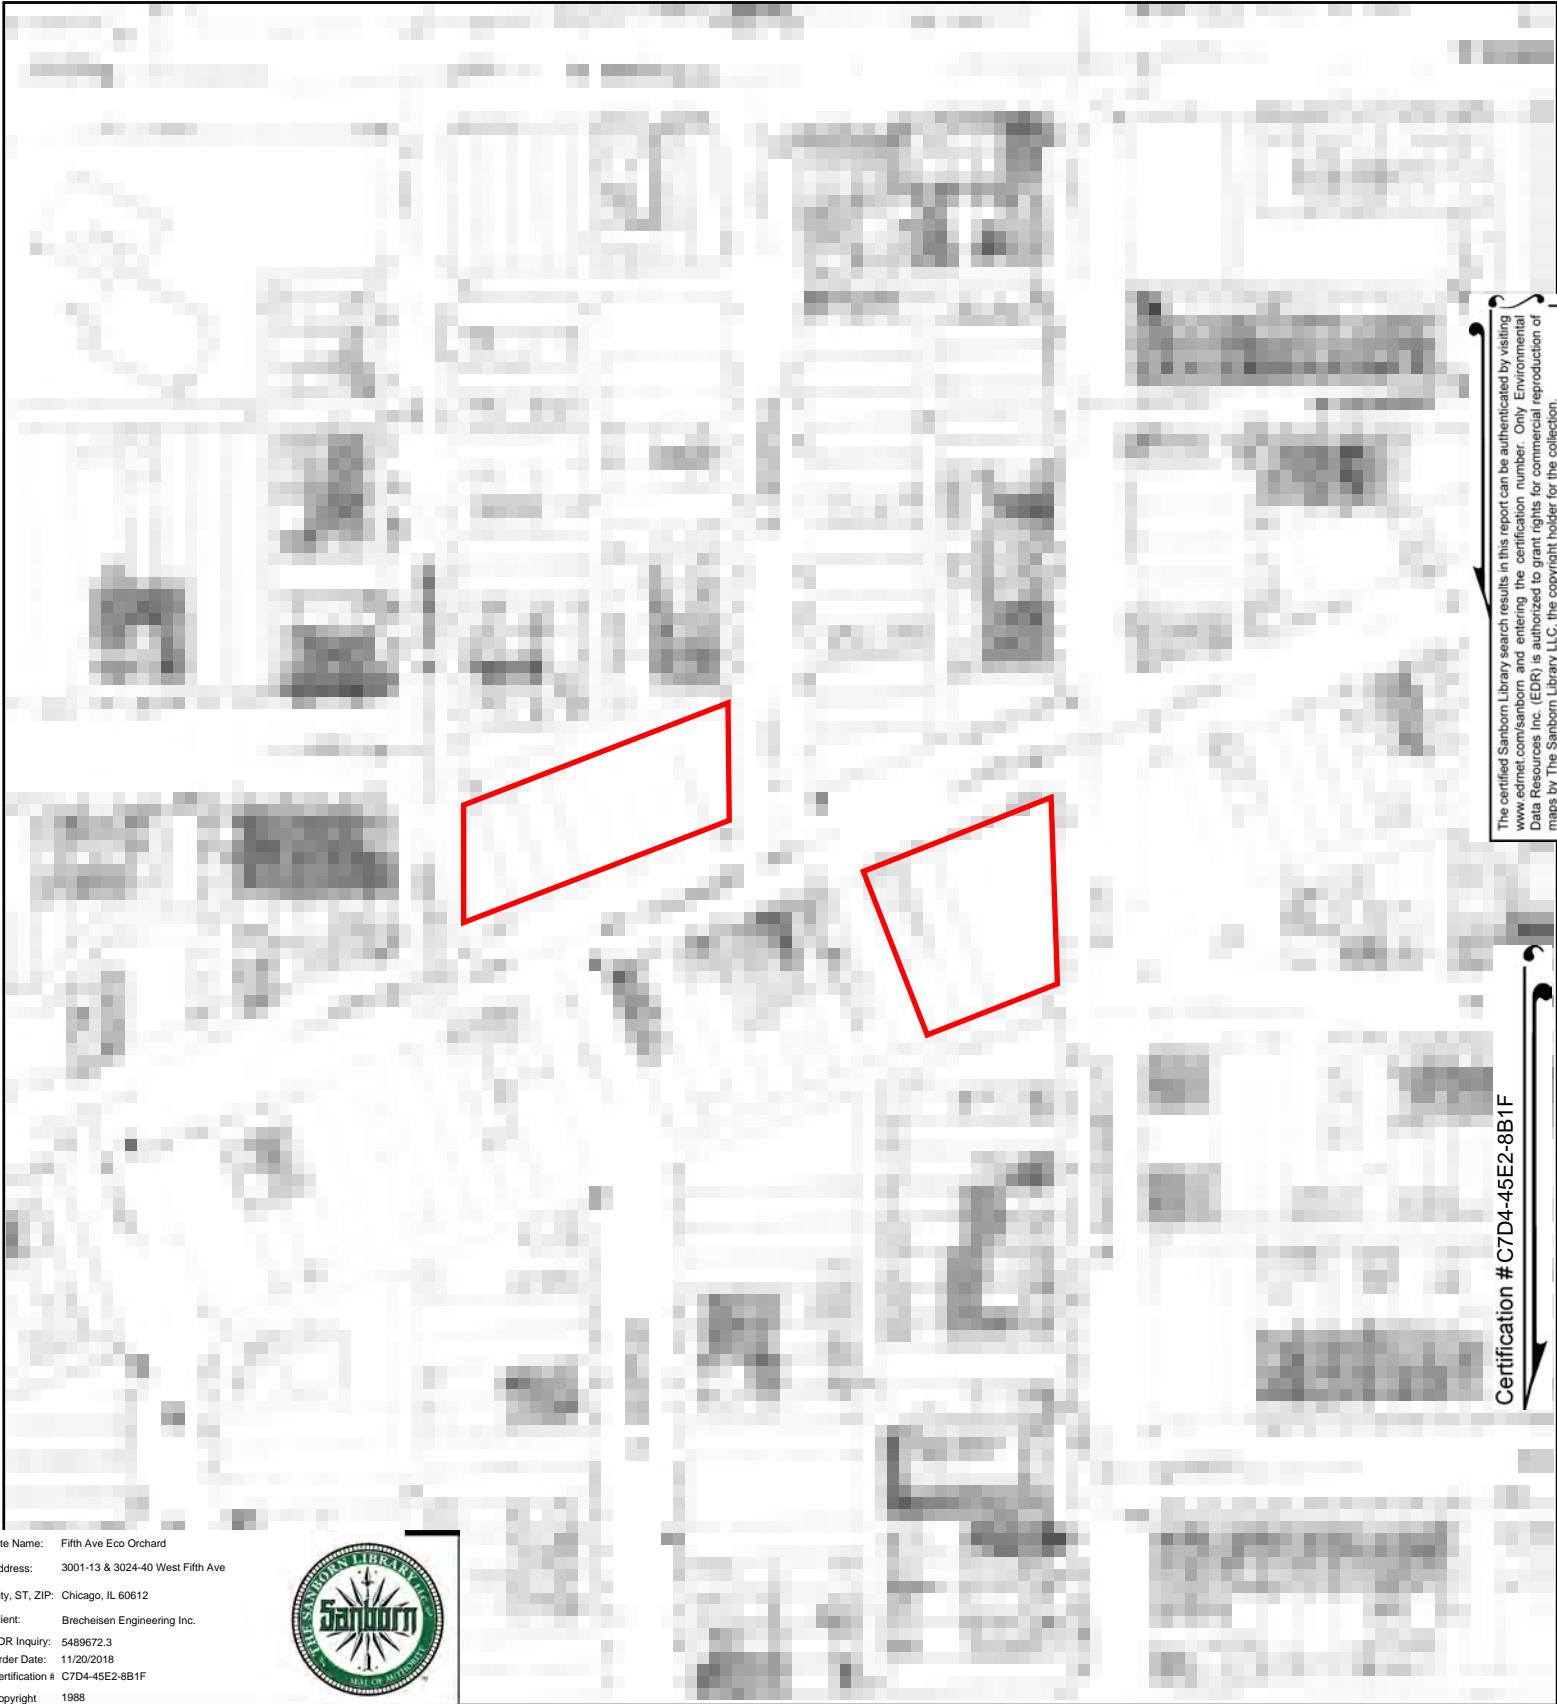 The certified Sanborn Library search results in this report can be authenticated by visiting
www.edrnet.com/sanborn and entering the certification number. Only Environmental
Data Resources Inc. (EDR) is authorized to grant rights for commercial reproduction of
maps by The Sanborn Library LLC, the copyright holder for the collection.
Certification # C7D4-45E2-8B1F
te Name: Fifth Ave Eco Orchard
ddress: 3001-13 & 3024-40 West Fifth Ave
ty, ST, ZIP: Chicago, IL 60612
ient: Brecheisen Engineering Inc.
DR Inquiry: 5489672.3
rder Date: 11/20/2018
ertification # C7D4-45E2-8B1F
opyright 1988
THE SANBORN LIBRARY, LLC
Sanborn
SEAL OF AUTHORITY